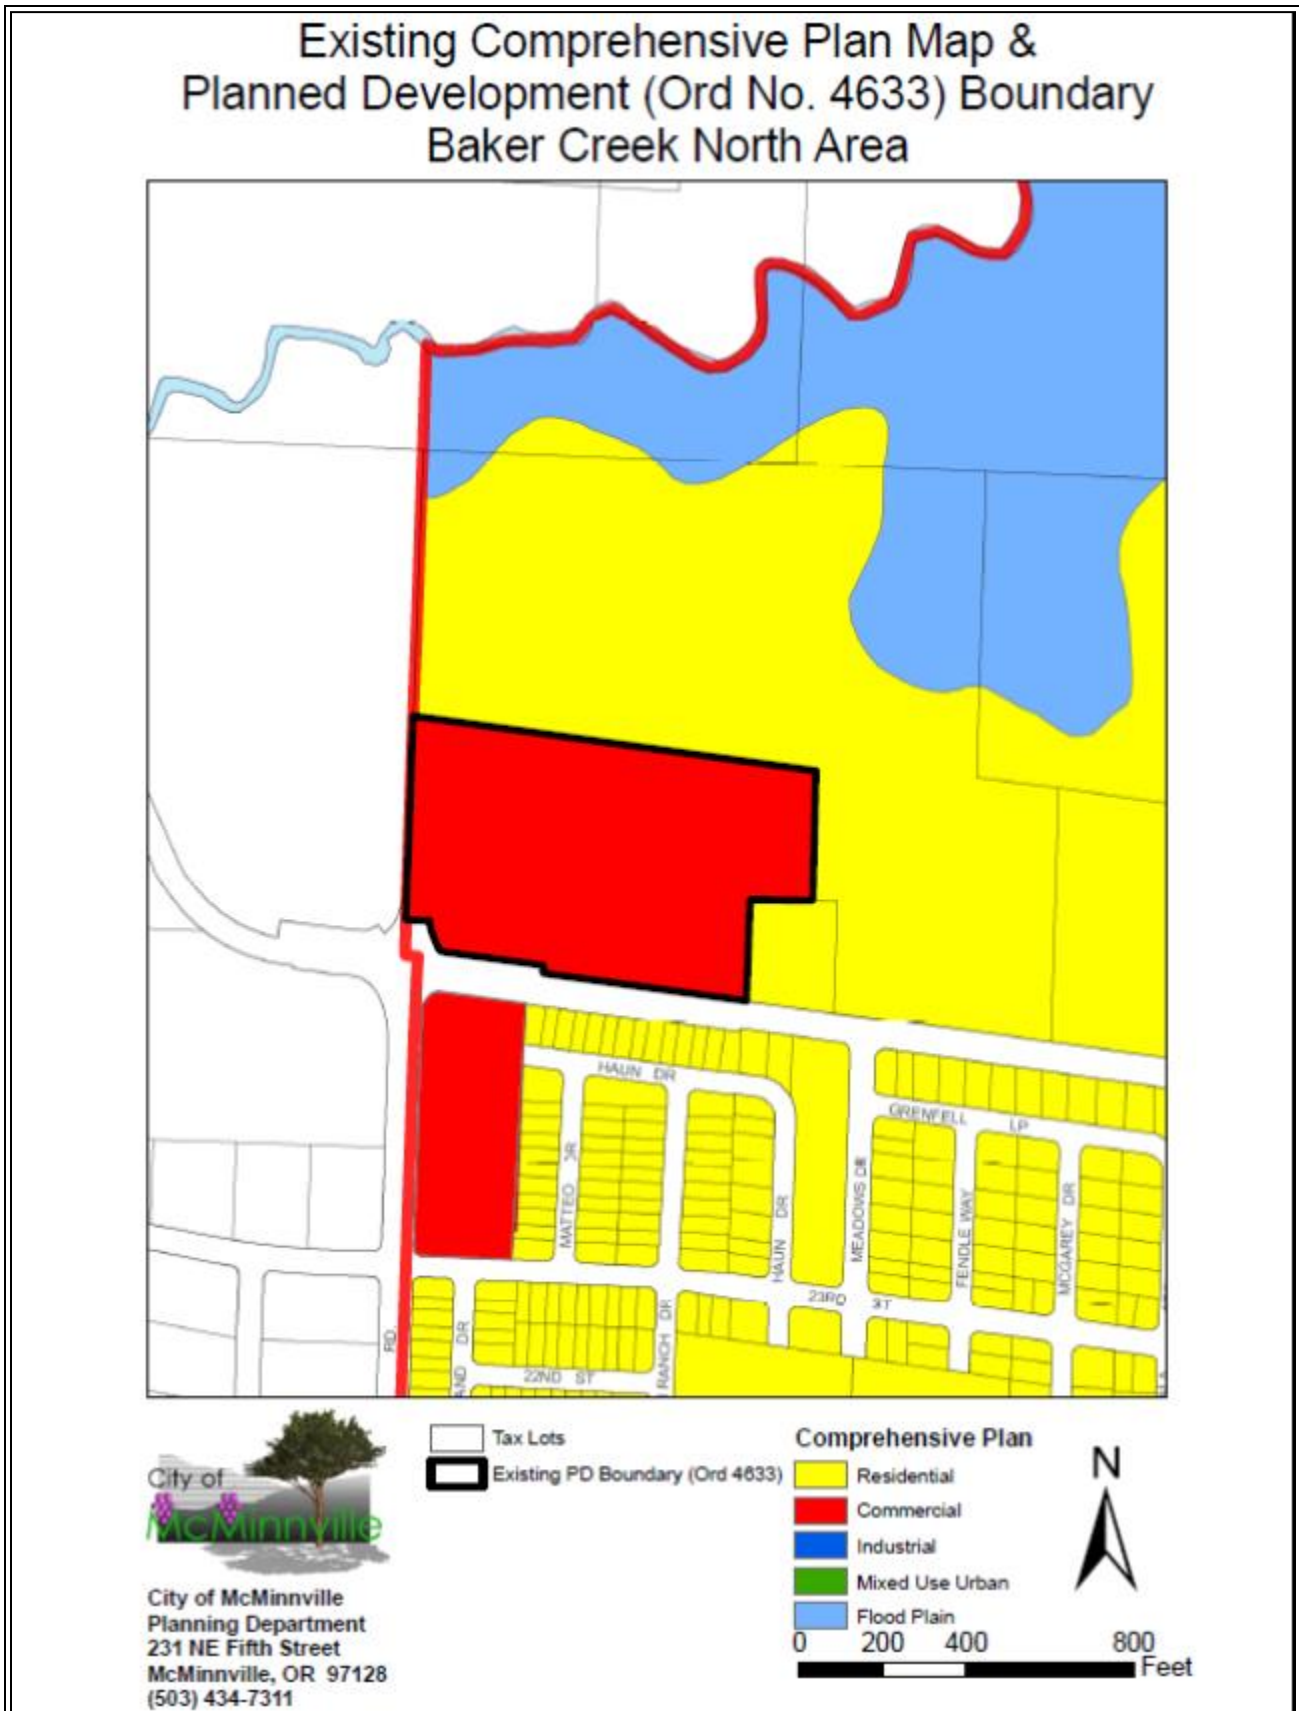 Existing Comprehensive Plan Map &
Planned Development (Ord No. 4633) Boundary
Baker Creek North Area
HAUN DR
GRENFELL LP
MATTEO DR
HAUN DR
MEADOWS DR
FENDLE WAY
MCGAREY DR
23RD ST
RD.
DR
RANCH DR
22ND ST
City of
McMinnville
City of McMinnville
Planning Department
231 NE Fifth Street
McMinnville, OR 97128
(503) 434-7311
Tax Lots
Existing PD Boundary (Ord 4633)
Comprehensive Plan
Residential
Commercial
Industrial
Mixed Use Urban
Flood Plain
N
0 200 400 800
Feet